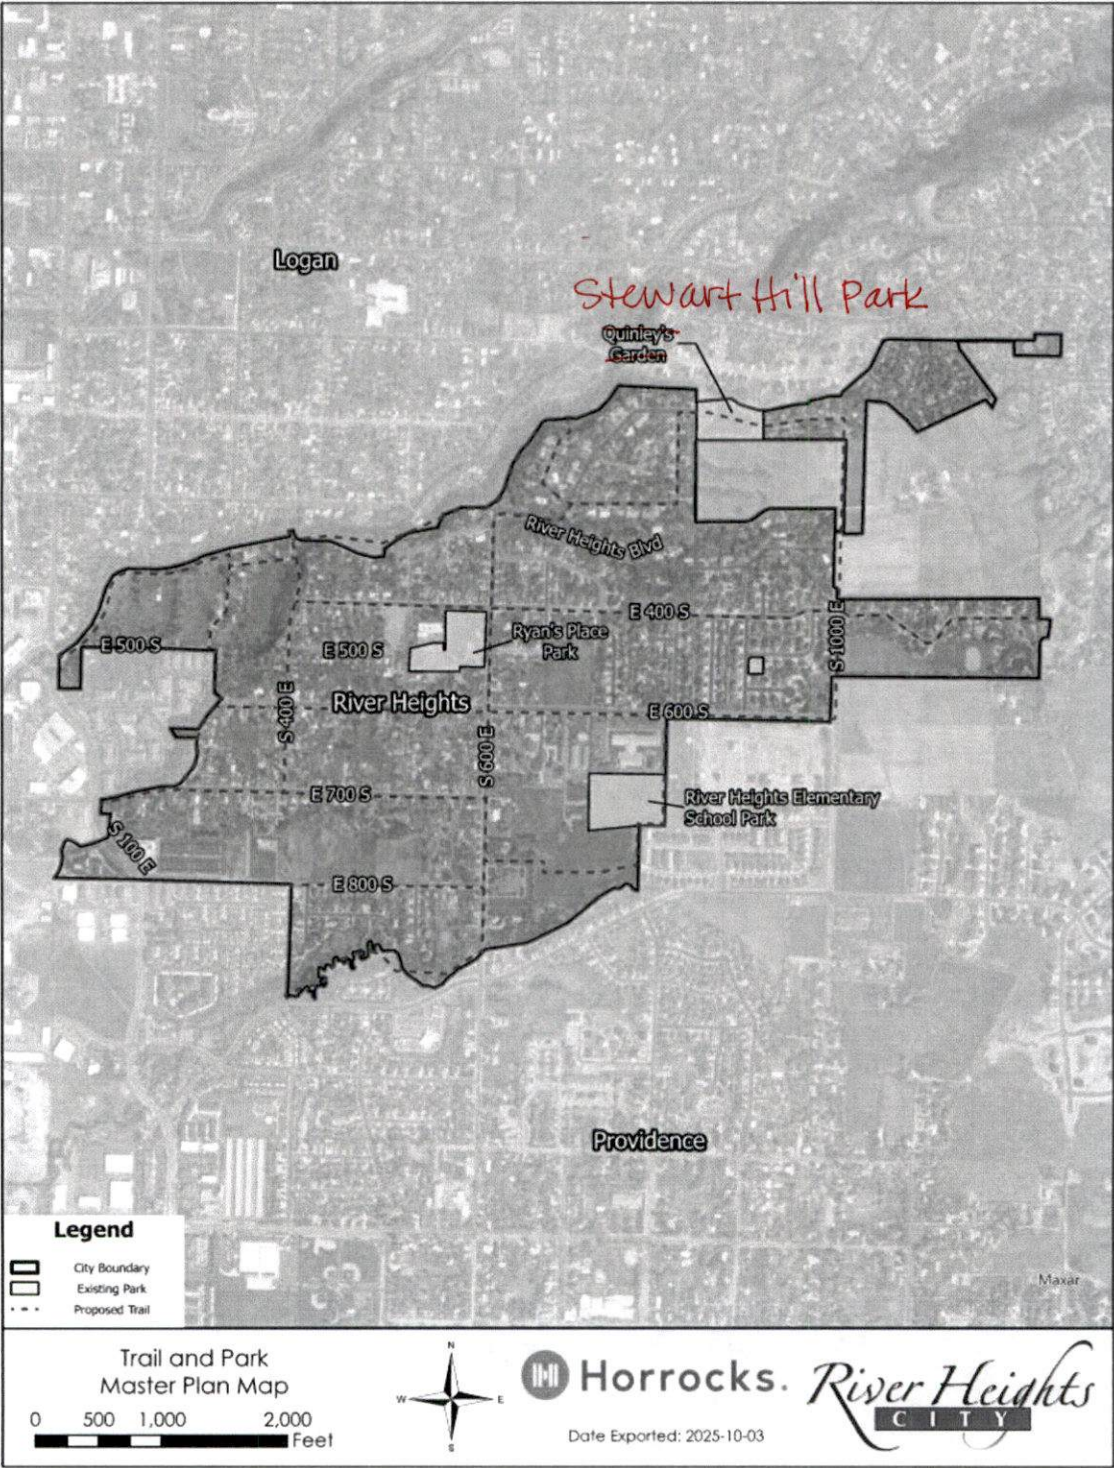 Logan
Stewart Hill Park
Quinley's
Garden
River Heights Blvd
E 400 S
E 500 S
E 500 S
Ryan's Place
Park
S 1000 E
River Heights
S 400 E
E 600 S
S 600 E
E 700 S
River Heights Elementary
School Park
S 100 E
E 800 S
Providence
Legend
City Boundary
Existing Park
Proposed Trail
Maxar
Trail and Park
Master Plan Map
0 500 1,000 2,000
Feet
N
W E
S
Horrocks.
Date Exported: 2025-10-03
River Heights
CITY